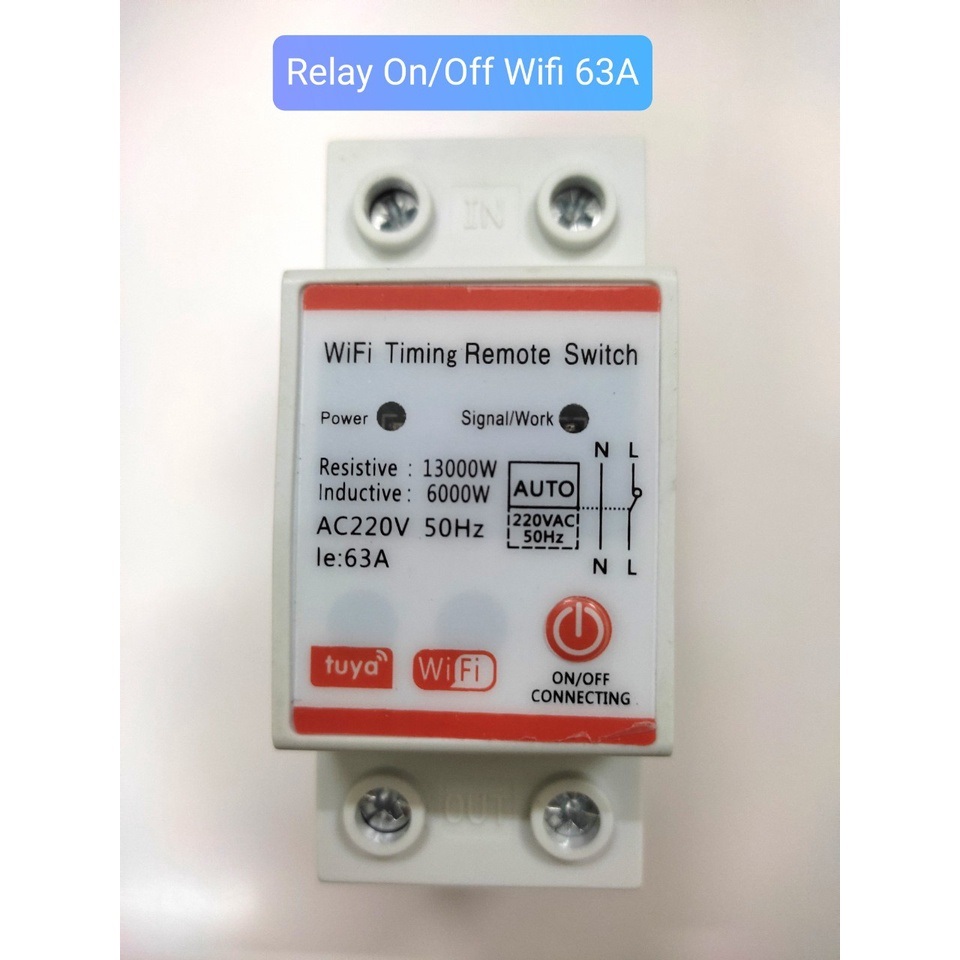 Relay On/Off Wifi 63A
IN
WiFi Timing Remote Switch
Power Signal/Work
N L
Resistive : 13000W
Inductive : 6000W
AUTO
AC220V 50Hz
220VAC
50Hz
Ie:63A
N L
tuya
WiFi
ON/OFF
CONNECTING
OUT